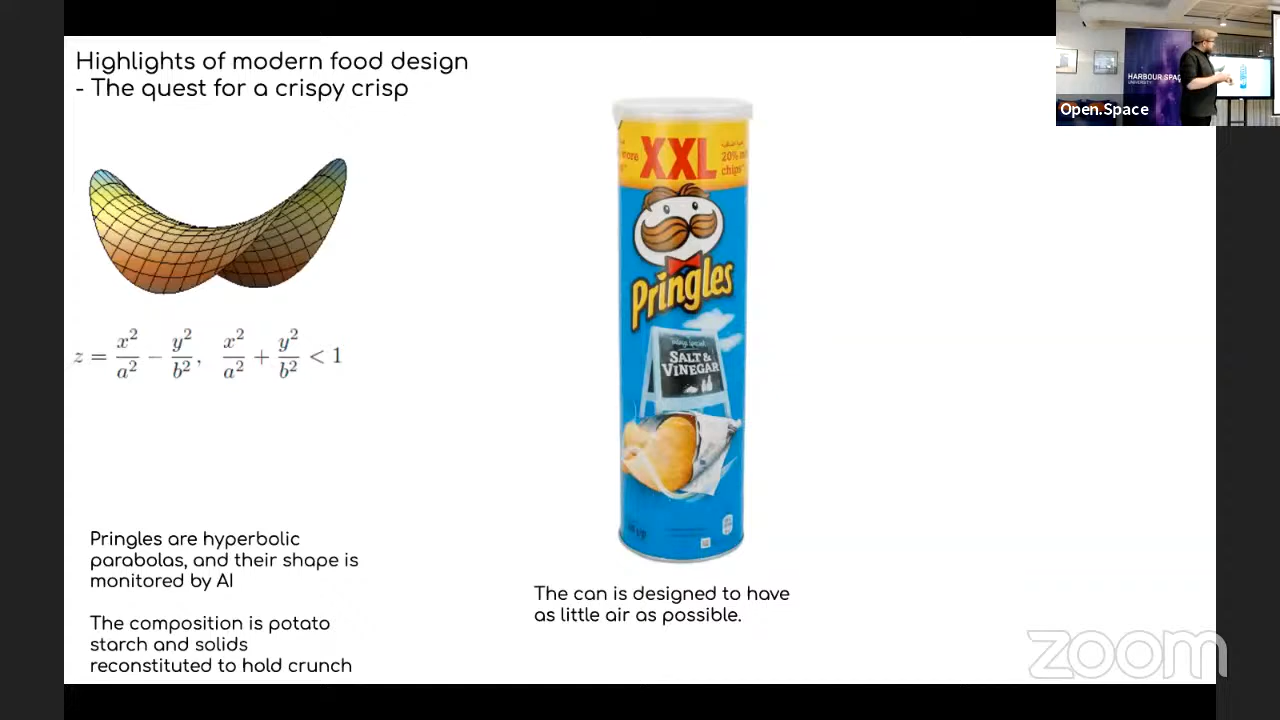 Highlights of modern food design
- The quest for a crispy crisp
HARBOUR SPACE
UNIVERSITY
Open.Space
more
XXL
20%
chips
Pringles
SALT &
VINEGAR
z = x²/a² − y²/b², x²/a² + y²/b² < 1
Pringles are hyperbolic
parabolas, and their shape is
monitored by AI
The composition is potato
starch and solids
reconstituted to hold crunch
The can is designed to have
as little air as possible.
zoom